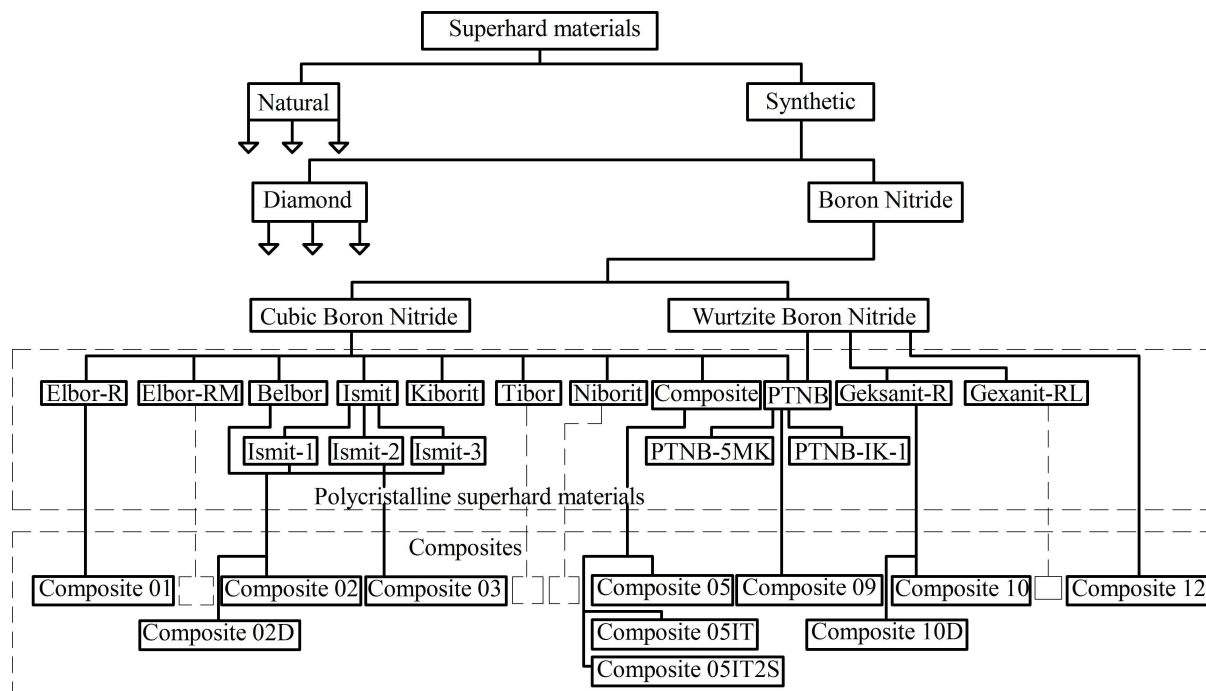 Superhard materials
Natural
Synthetic
Diamond
Boron Nitride
Cubic Boron Nitride
Wurtzite Boron Nitride
Elbor-R
Elbor-RM
Belbor
Ismit
Kiborit
Tibor
Niborit
Composite
PTNB
Geksanit-R
Gexanit-RL
Ismit-1
Ismit-2
Ismit-3
PTNB-5MK
PTNB-IK-1
Polycristalline superhard materials
Composites
Composite 01
Composite 02
Composite 03
Composite 05
Composite 09
Composite 10
Composite 12
Composite 02D
Composite 05IT
Composite 10D
Composite 05IT2S